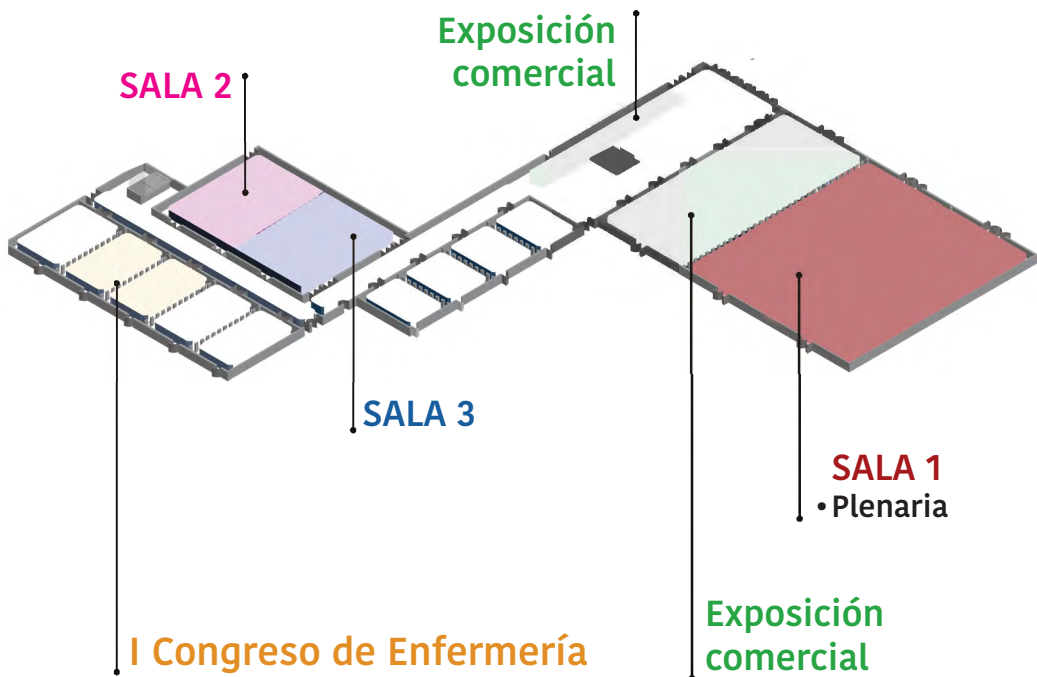 Exposición
comercial
SALA 2
SALA 3
SALA 1
• Plenaria
I Congreso de Enfermería
Exposición
comercial